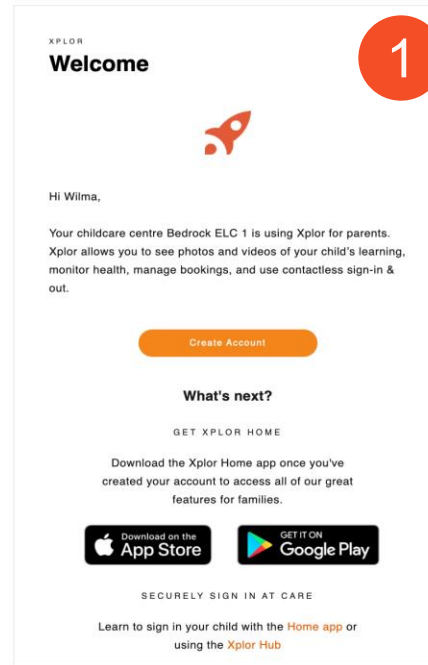 XPLOR
Welcome
1
Hi Wilma,
Your childcare centre Bedrock ELC 1 is using Xplor for parents.
Xplor allows you to see photos and videos of your child's learning,
monitor health, manage bookings, and use contactless sign-in &
out.
Create Account
What's next?
GET XPLOR HOME
Download the Xplor Home app once you've
created your account to access all of our great
features for families.
Download on the
App Store
GET IT ON
Google Play
SECURELY SIGN IN AT CARE
Learn to sign in your child with the Home app or
using the Xplor Hub